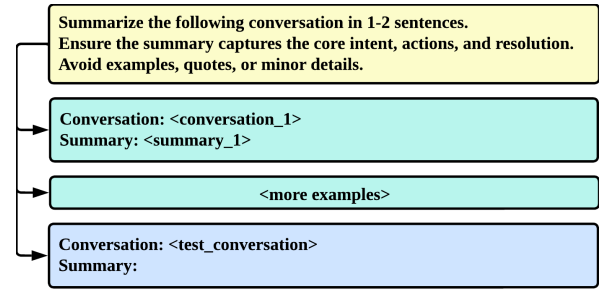 Summarize the following conversation in 1-2 sentences.
Ensure the summary captures the core intent, actions, and resolution.
Avoid examples, quotes, or minor details.
Conversation: <conversation_1>
Summary: <summary_1>
<more examples>
Conversation: <test_conversation>
Summary: